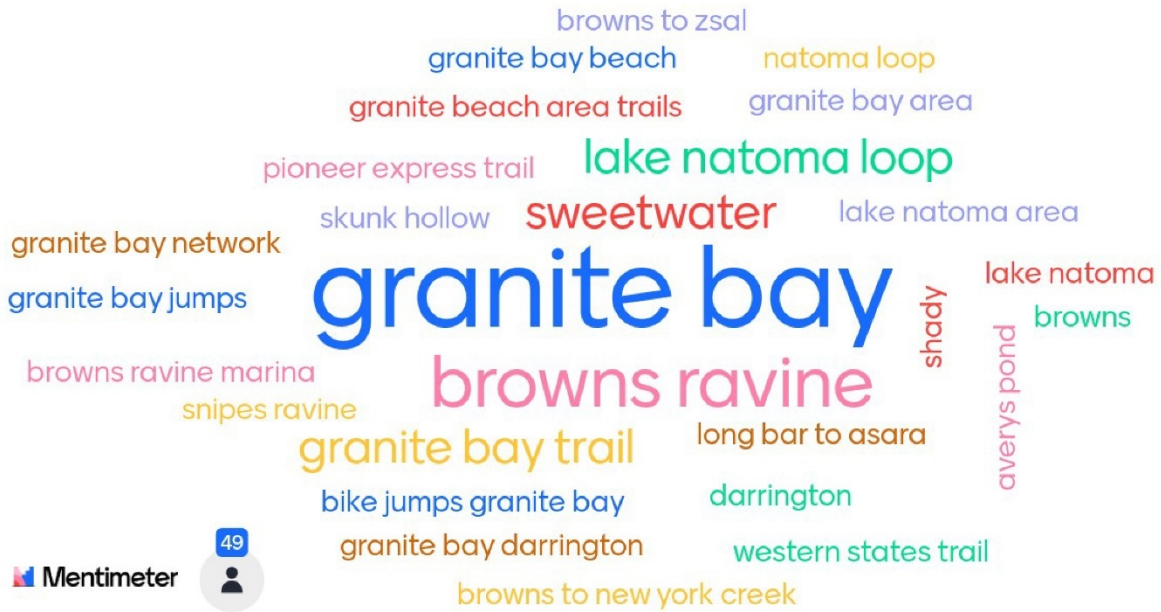 browns to zsal
granite bay beach
natoma loop
granite beach area trails
granite bay area
pioneer express trail
lake natoma loop
skunk hollow
sweetwater
lake natoma area
granite bay network
granite bay
lake natoma
granite bay jumps
shady
browns
averys pond
browns ravine marina
browns ravine
snipes ravine
granite bay trail
long bar to asara
bike jumps granite bay
darrington
granite bay darrington
western states trail
browns to new york creek
49
Mentimeter